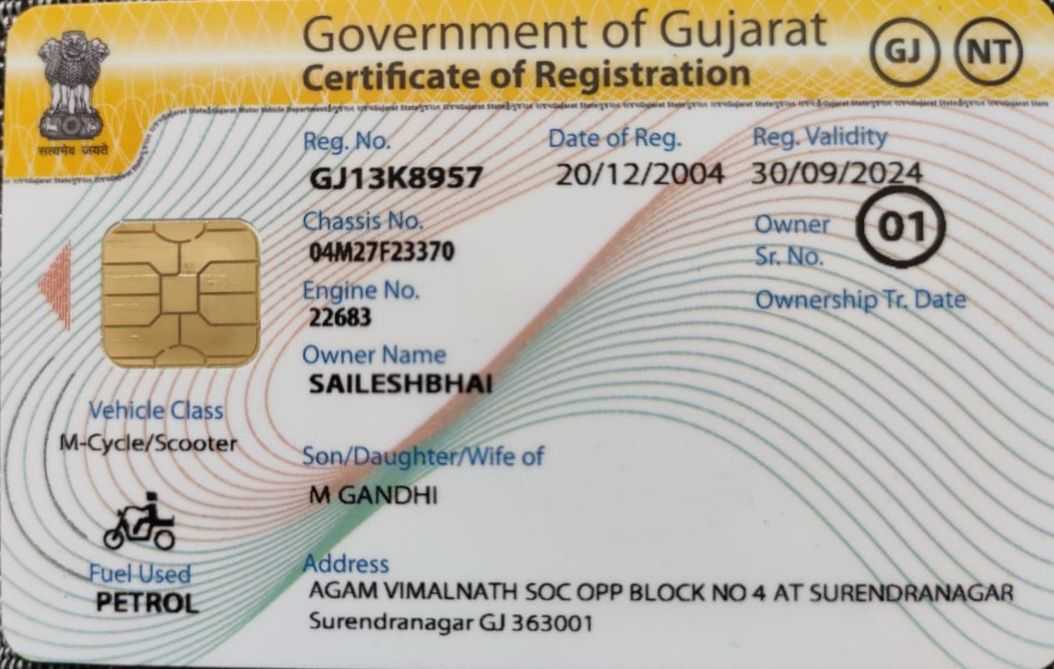 Government of Gujarat
Certificate of Registration
GJ
NT
सत्यमेव जयते
Reg. No.
Date of Reg.
Reg. Validity
GJ13K8957
20/12/2004
30/09/2024
Chassis No.
04M27F23370
Owner
Sr. No.
01
Engine No.
22683
Ownership Tr. Date
Owner Name
SAILESHBHAI
Vehicle Class
M-Cycle/Scooter
Son/Daughter/Wife of
M GANDHI
Fuel Used
PETROL
Address
AGAM VIMALNATH SOC OPP BLOCK NO 4 AT SURENDRANAGAR
Surendranagar GJ 363001